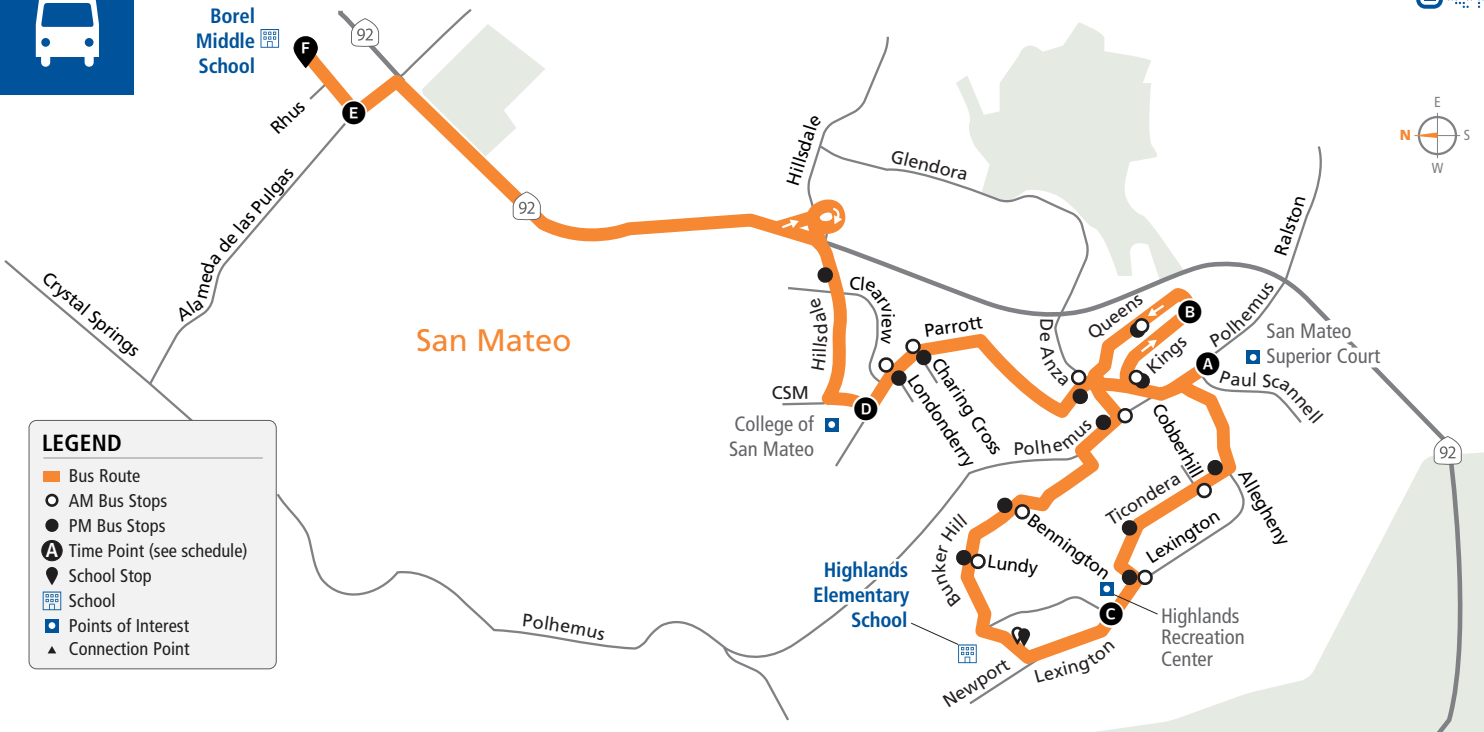 Borel
Middle
School
F
92
E
Rhus
Alameda de las Pulgas
Crystal Springs
92
San Mateo
Hillsdale
Glendora
E
N
S
W
Ralston
Clearview
Hillsdale
Parrott
De Anza
Queens
B
Kings
Polhemus
A
San Mateo
Superior Court
Paul Scannell
CSM
D
College of
San Mateo
Londonderry
Charing Cross
Polhemus
Cobberhill
Allegheny
92
Ticondera
Lexington
Bennington
Bunker Hill
Lundy
Highlands
Elementary
School
C
Highlands
Recreation
Center
Newport
Lexington
Polhemus
LEGEND
Bus Route
AM Bus Stops
PM Bus Stops
A Time Point (see schedule)
School Stop
School
Points of Interest
Connection Point